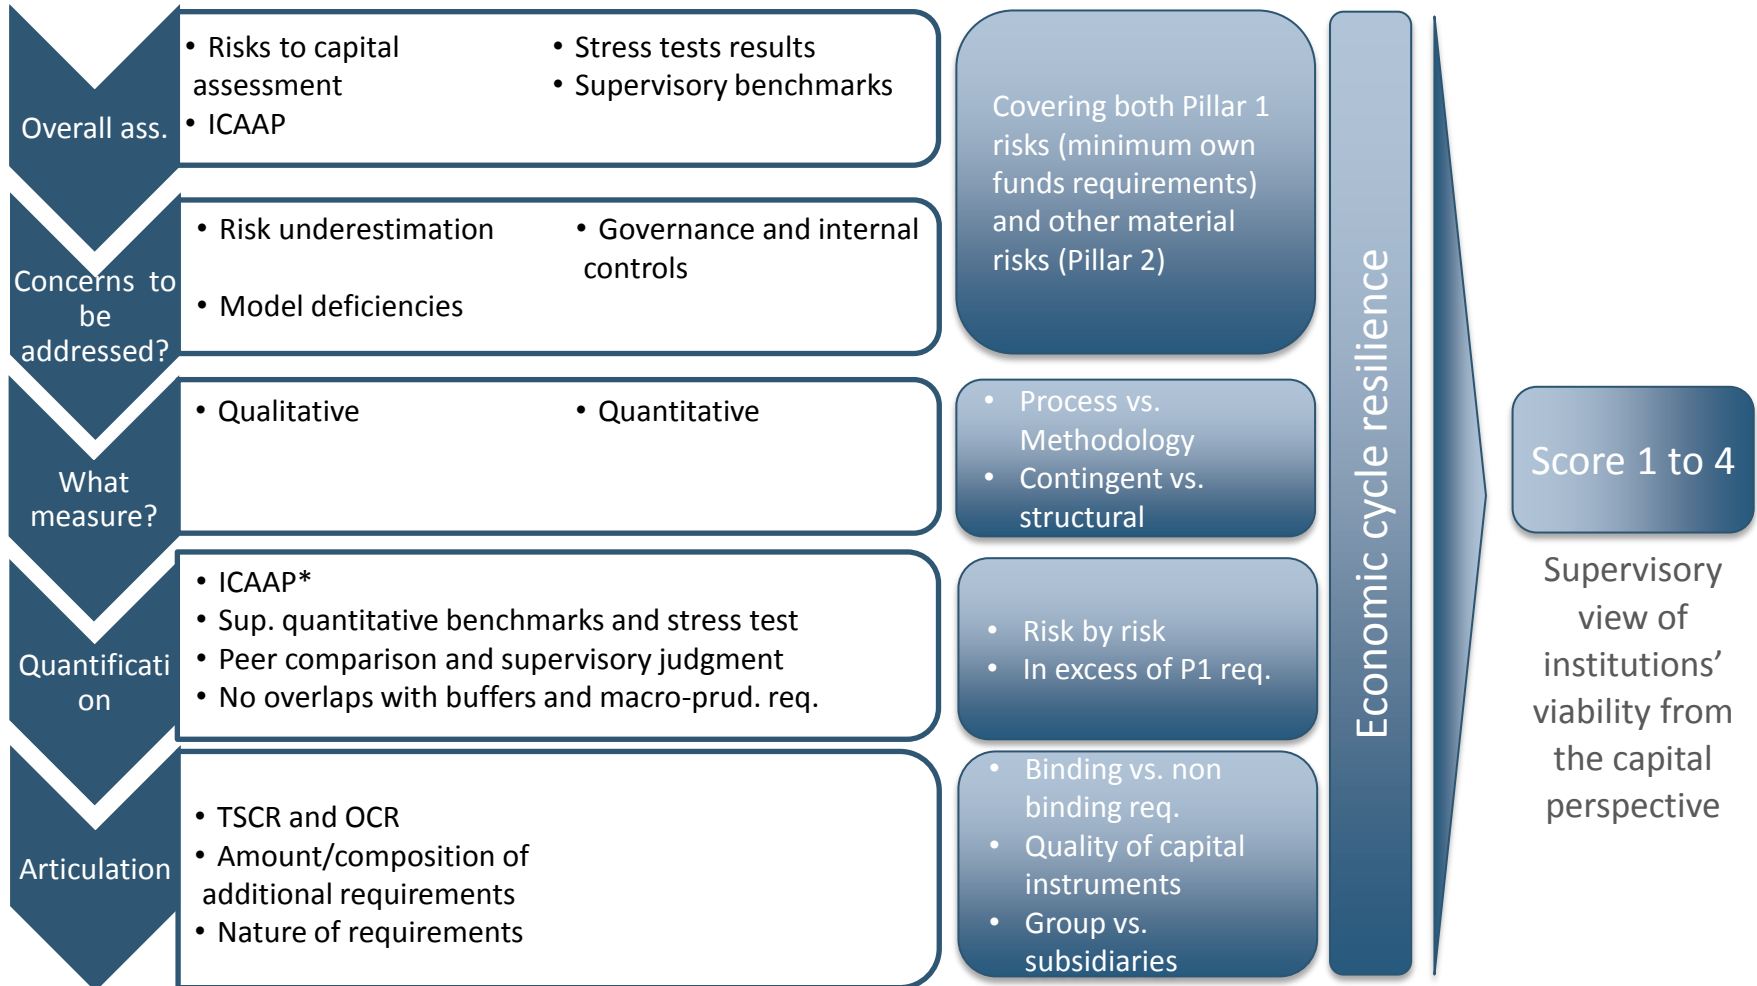 Overall ass.
• Risks to capital
assessment
• ICAAP
• Stress tests results
• Supervisory benchmarks
Covering both Pillar 1
risks (minimum own
funds requirements)
and other material
risks (Pillar 2)
Concerns to
be
addressed?
• Risk underestimation
• Model deficiencies
• Governance and internal
controls
What
measure?
• Qualitative
• Quantitative
• Process vs.
Methodology
• Contingent vs.
structural
Quantificati
on
• ICAAP*
• Sup. quantitative benchmarks and stress test
• Peer comparison and supervisory judgment
• No overlaps with buffers and macro-prud. req.
• Risk by risk
• In excess of P1 req.
Articulation
• TSCR and OCR
• Amount/composition of
additional requirements
• Nature of requirements
• Binding vs. non
binding req.
• Quality of capital
instruments
• Group vs.
subsidiaries
Economic cycle resilience
Score 1 to 4
Supervisory
view of
institutions’
viability from
the capital
perspective